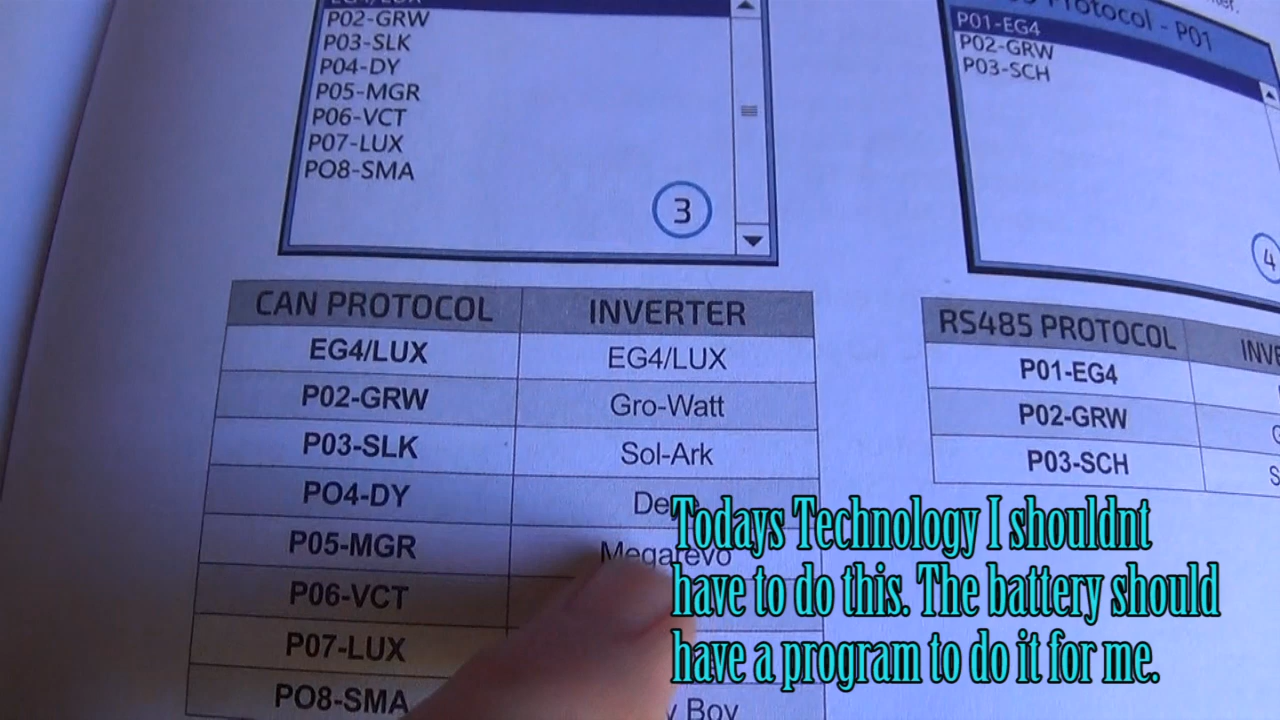 P02-GRW
P03-SLK
P04-DY
P05-MGR
P06-VCT
P07-LUX
PO8-SMA
3
Protocol - P01
P01-EG4
P02-GRW
P03-SCH
4
CAN PROTOCOL INVERTER
EG4/LUX EG4/LUX
P02-GRW Gro-Watt
P03-SLK Sol-Ark
PO4-DY
P05-MGR Megarevo
P06-VCT
P07-LUX
PO8-SMA Boy
RS485 PROTOCOL
P01-EG4
P02-GRW
P03-SCH
Todays Technology I shouldnt
have to do this. The battery should
have a program to do it for me.